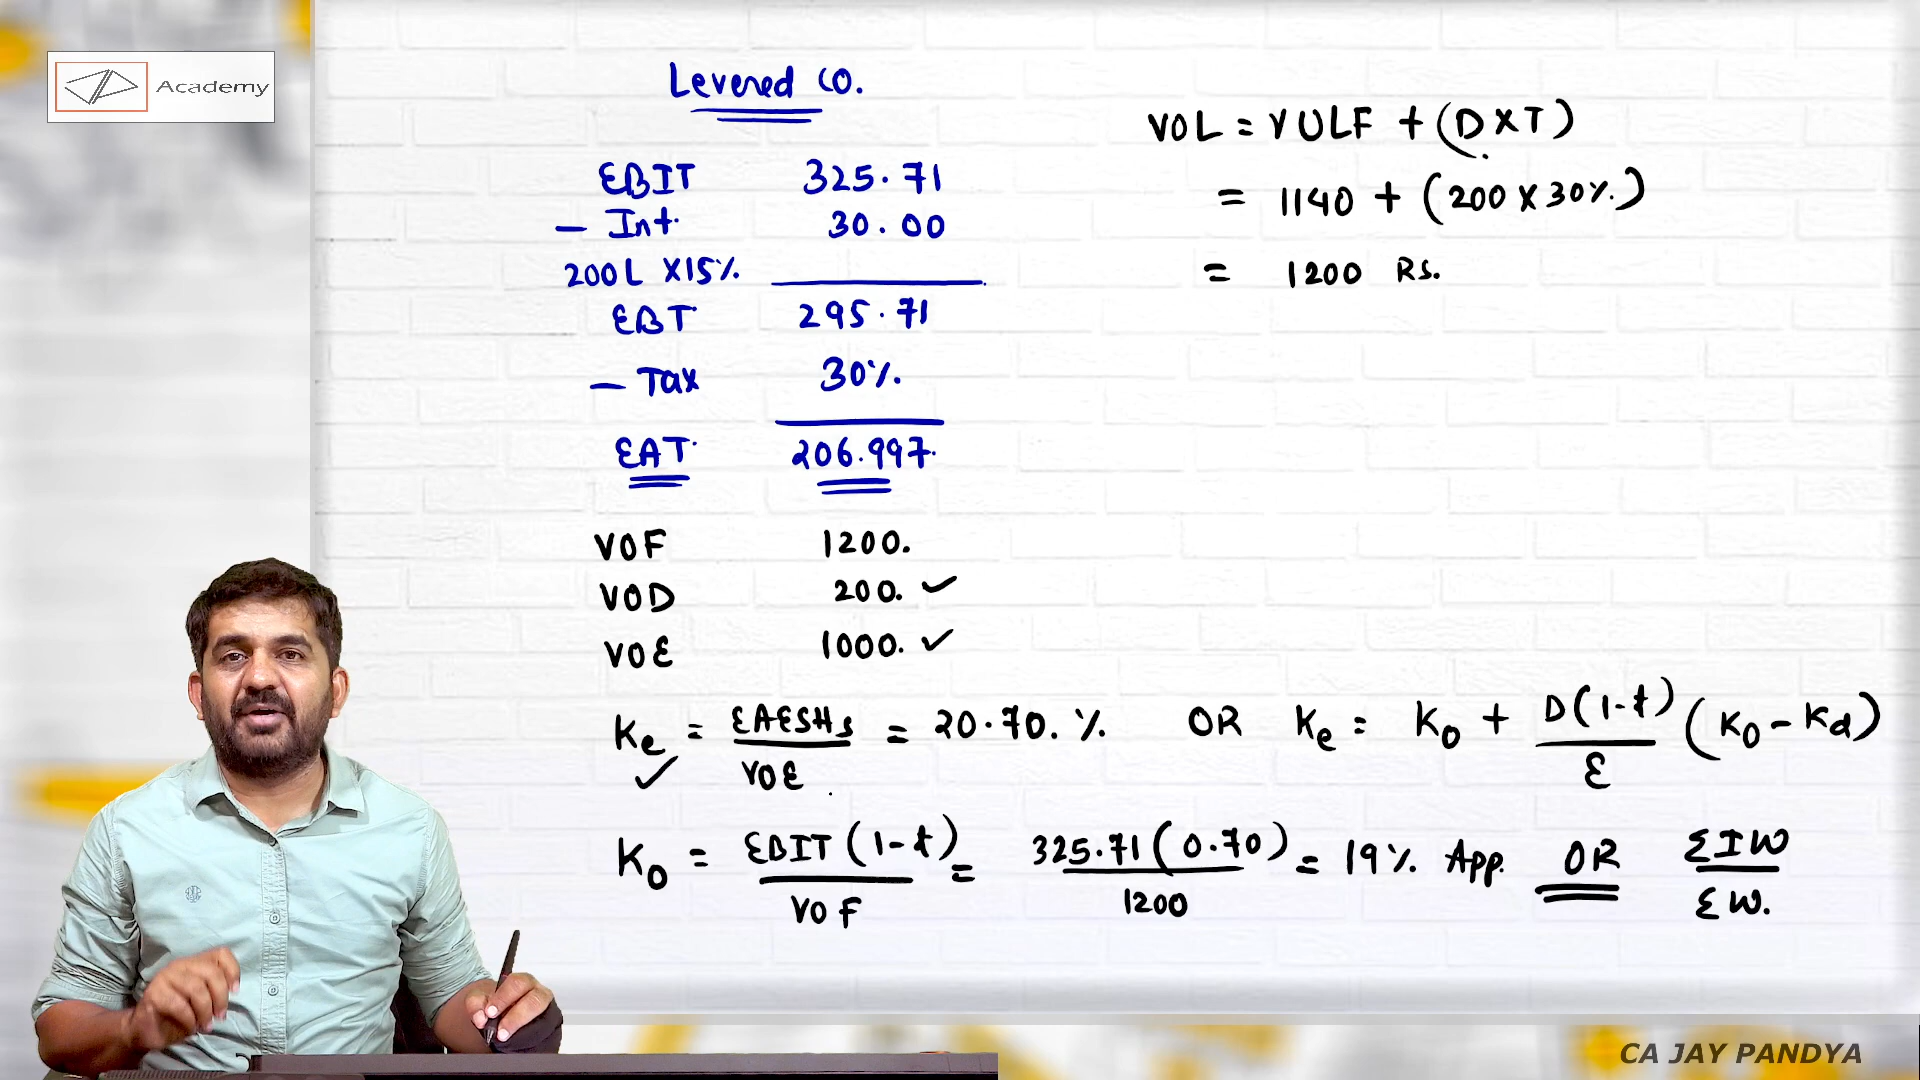 Academy
Levered CO.
EBIT 325.71
- Int. 30.00
200L X15%
EBT 295.71
- Tax 30%
EAT 206.997
VOF 1200.
VOD 200. ✓
VOE 1000. ✓
Ke = EAESHs / VOE = 20.70. % OR Ke = Ko + D(1-t) / E (Ko - Kd)
Ko = EBIT (1-t) / VOF = 325.71 (0.70) / 1200 = 19% App. OR ΣIW / ΣW.
VOL = VULF + (D X T)
= 1140 + (200 X 30%)
= 1200 Rs.
CA JAY PANDYA